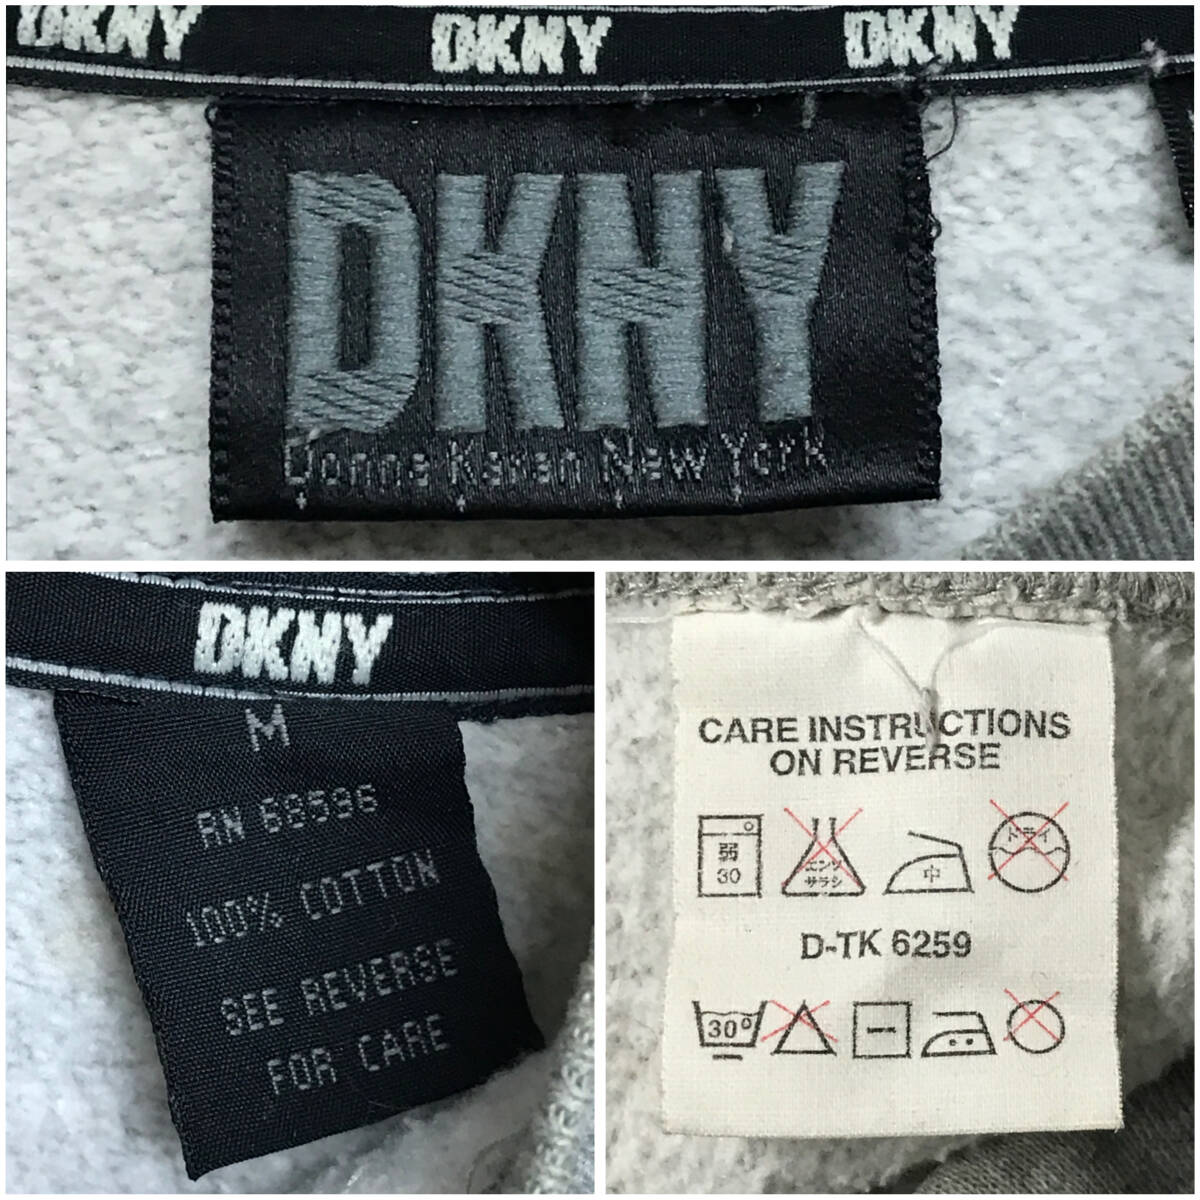 DKNY DKNY DKNY
DKNY
Donna Karan New York
DKNY
M
RN 68596
100% COTTON
SEE REVERSE
FOR CARE
CARE INSTRUCTIONS
ON REVERSE
弱 30 エンソ サラシ 中 ドライ
D-TK 6259
30°